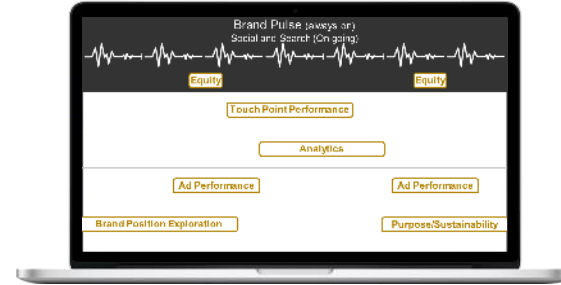 Brand Pulse (always on)
Social and Search (On going)
Equity
Equity
Touch Point Performance
Analytics
Ad Performance
Ad Performance
Brand Position Exploration
Purpose/Sustainability